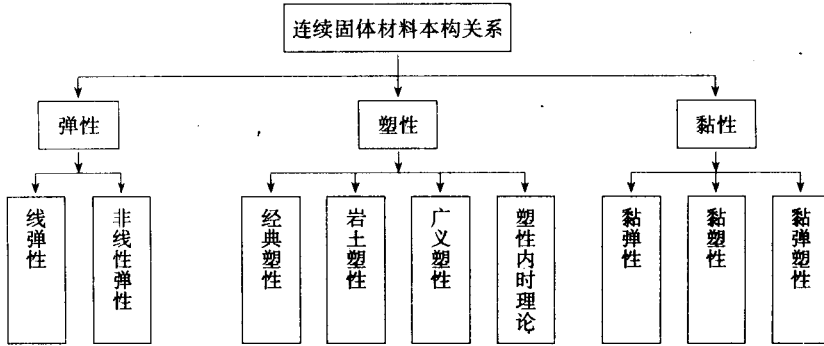 连续固体材料本构关系
弹性
塑性
黏性
线弹性
非线性弹性
经典塑性
岩土塑性
广义塑性
塑性内时理论
黏弹性
黏塑性
黏弹塑性